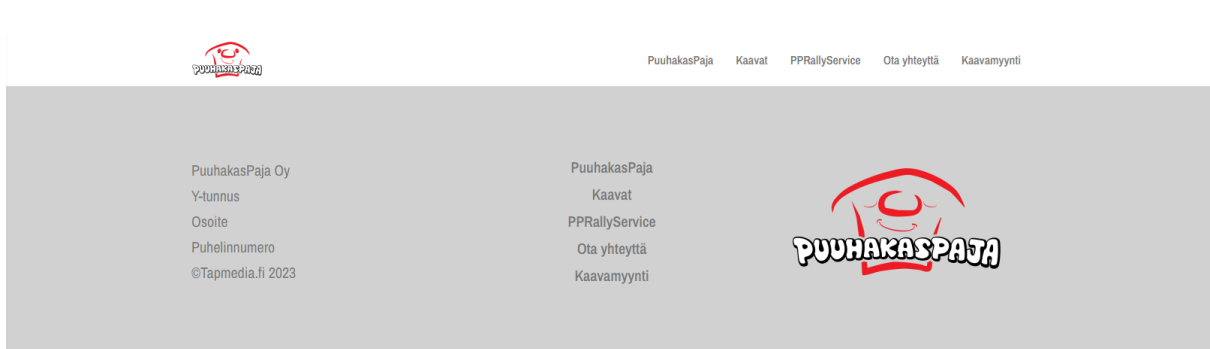 PUUHAKASPAJA
PuuhakasPaja Kaavat PPRallyService Ota yhteyttä Kaavamyynti
PuuhakasPaja Oy
Y-tunnus
Osoite
Puhelinnumero
©Tapmedia.fi 2023
PuuhakasPaja
Kaavat
PPRallyService
Ota yhteyttä
Kaavamyynti
PUUHAKASPAJA